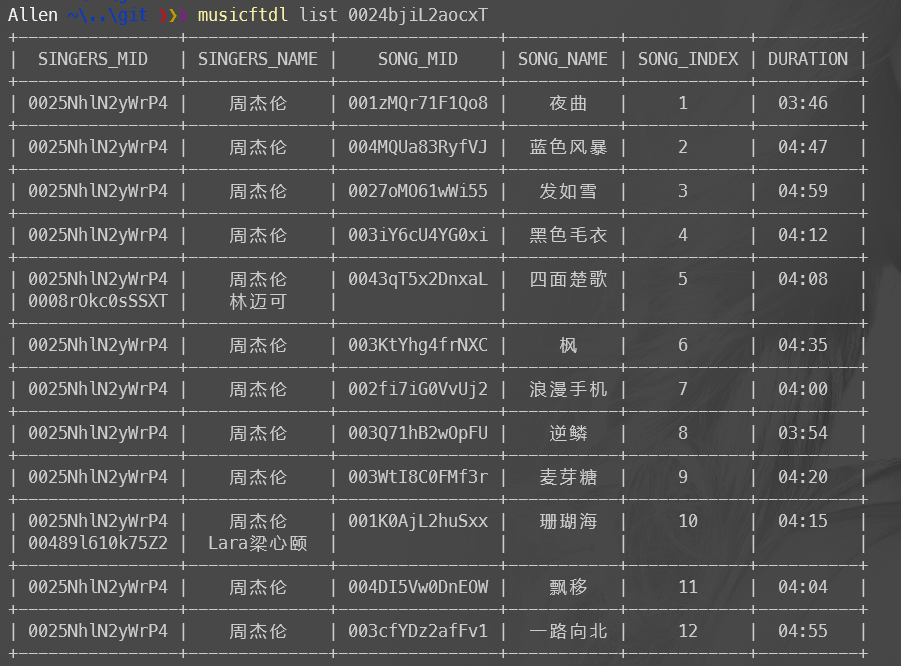 Allen ~\..\git ❯❯❯ musicftdl list 0024bjiL2aocxT
| SINGERS_MID | SINGERS_NAME | SONG_MID | SONG_NAME | SONG_INDEX | DURATION |
| 0025NhlN2yWrP4 | 周杰伦 | 001zMQr71F1Qo8 | 夜曲 | 1 | 03:46 |
| 0025NhlN2yWrP4 | 周杰伦 | 004MQUa83RyfVJ | 蓝色风暴 | 2 | 04:47 |
| 0025NhlN2yWrP4 | 周杰伦 | 0027oMO61wWi55 | 发如雪 | 3 | 04:59 |
| 0025NhlN2yWrP4 | 周杰伦 | 003iY6cU4YG0xi | 黑色毛衣 | 4 | 04:12 |
| 0025NhlN2yWrP4 | 周杰伦 | 0043qT5x2DnxaL | 四面楚歌 | 5 | 04:08 |
| 0008rOkc0sSSXT | 林迈可 | | | | |
| 0025NhlN2yWrP4 | 周杰伦 | 003KtYhg4frNXC | 枫 | 6 | 04:35 |
| 0025NhlN2yWrP4 | 周杰伦 | 002fi7iG0VvUj2 | 浪漫手机 | 7 | 04:00 |
| 0025NhlN2yWrP4 | 周杰伦 | 003Q71hB2wOpFU | 逆鳞 | 8 | 03:54 |
| 0025NhlN2yWrP4 | 周杰伦 | 003WtI8C0FMf3r | 麦芽糖 | 9 | 04:20 |
| 0025NhlN2yWrP4 | 周杰伦 | 001K0AjL2huSxx | 珊瑚海 | 10 | 04:15 |
| 00489l610k75Z2 | Lara梁心颐 | | | | |
| 0025NhlN2yWrP4 | 周杰伦 | 004DI5Vw0DnEOW | 飘移 | 11 | 04:04 |
| 0025NhlN2yWrP4 | 周杰伦 | 003cfYDz2afFv1 | 一路向北 | 12 | 04:55 |